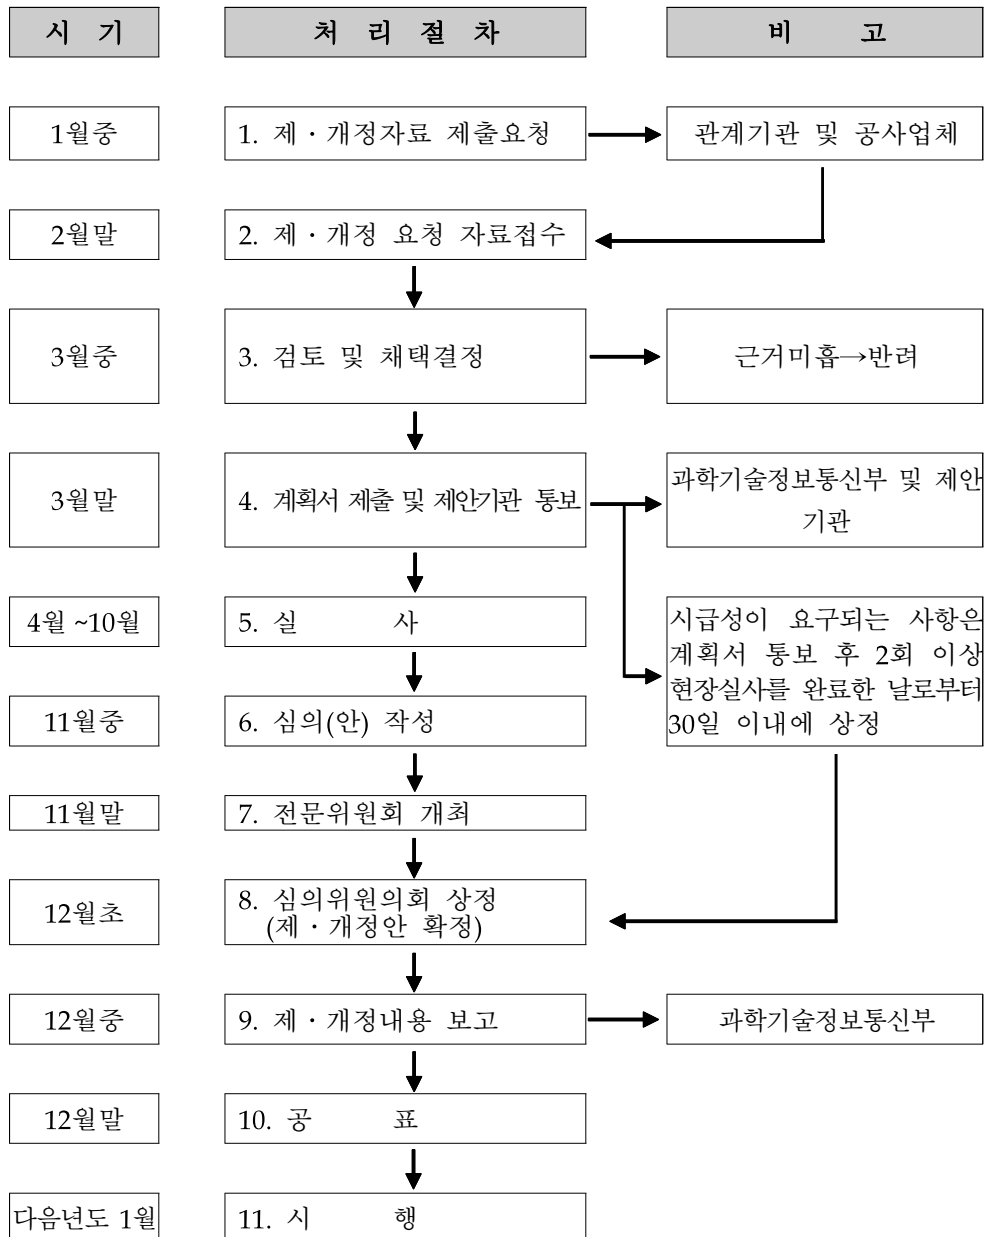 시 기 처 리 절 차 비 고
1월중 1. 제·개정자료 제출요청 관계기관 및 공사업체
2월말 2. 제·개정 요청 자료접수
3월중 3. 검토 및 채택결정 근거미흡→반려
3월말 4. 계획서 제출 및 제안기관 통보 과학기술정보통신부 및 제안
기관
4월 ~10월 5. 실 사
시급성이 요구되는 사항은
계획서 통보 후 2회 이상
현장실사를 완료한 날로부터
30일 이내에 상정
11월중 6. 심의(안) 작성
11월말 7. 전문위원회 개최
12월초 8. 심의위원의회 상정
(제·개정안 확정)
12월중 9. 제·개정내용 보고 과학기술정보통신부
12월말 10. 공 표
다음년도 1월 11. 시 행